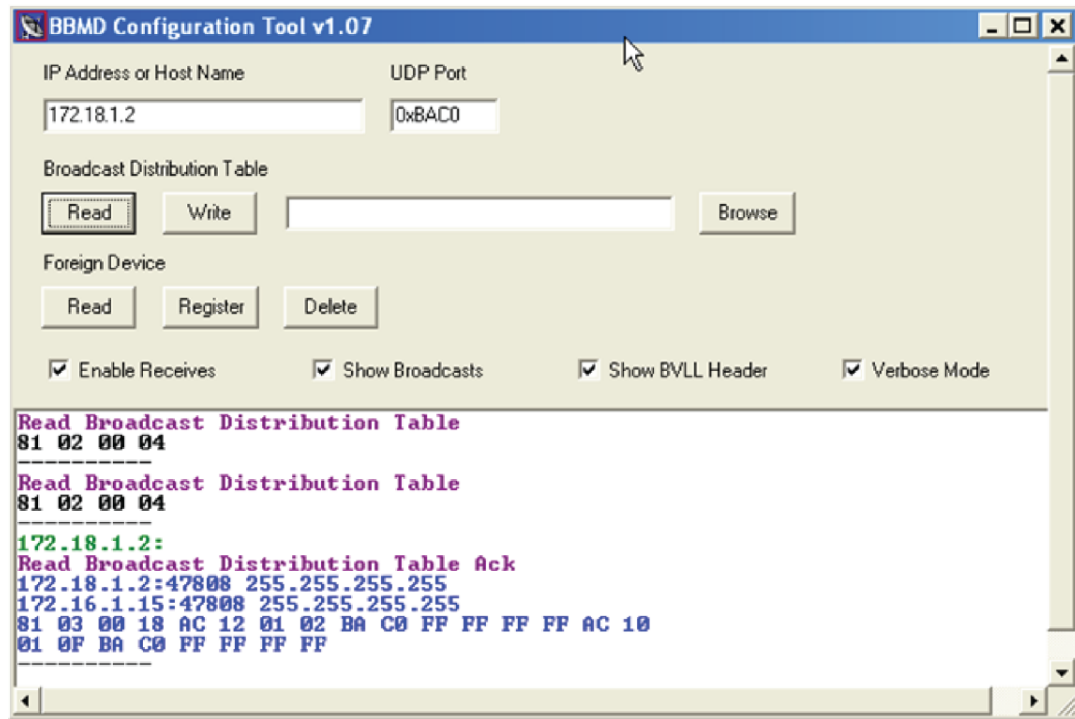 BBMD Configuration Tool v1.07
IP Address or Host Name UDP Port
172.18.1.2 0xBAC0
Broadcast Distribution Table
Read Write Browse
Foreign Device
Read Register Delete
Enable Receives Show Broadcasts Show BVLL Header Verbose Mode
Read Broadcast Distribution Table
81 02 00 04
----------
Read Broadcast Distribution Table
81 02 00 04
----------
172.18.1.2:
Read Broadcast Distribution Table Ack
172.18.1.2:47808 255.255.255.255
172.16.1.15:47808 255.255.255.255
81 03 00 18 AC 12 01 02 BA C0 FF FF FF FF AC 10
01 0F BA C0 FF FF FF FF
----------